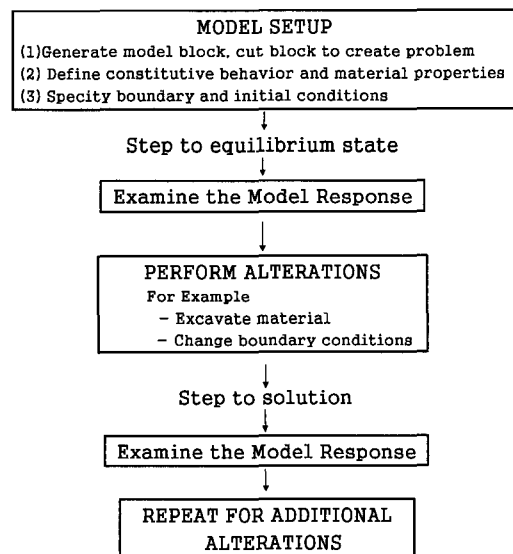 MODEL SETUP
(1)Generate model block, cut block to create problem
(2) Define constitutive behavior and material properties
(3) Specity boundary and initial conditions
Step to equilibrium state
Examine the Model Response
PERFORM ALTERATIONS
For Example
– Excavate material
– Change boundary conditions
Step to solution
Examine the Model Response
REPEAT FOR ADDITIONAL
ALTERATIONS